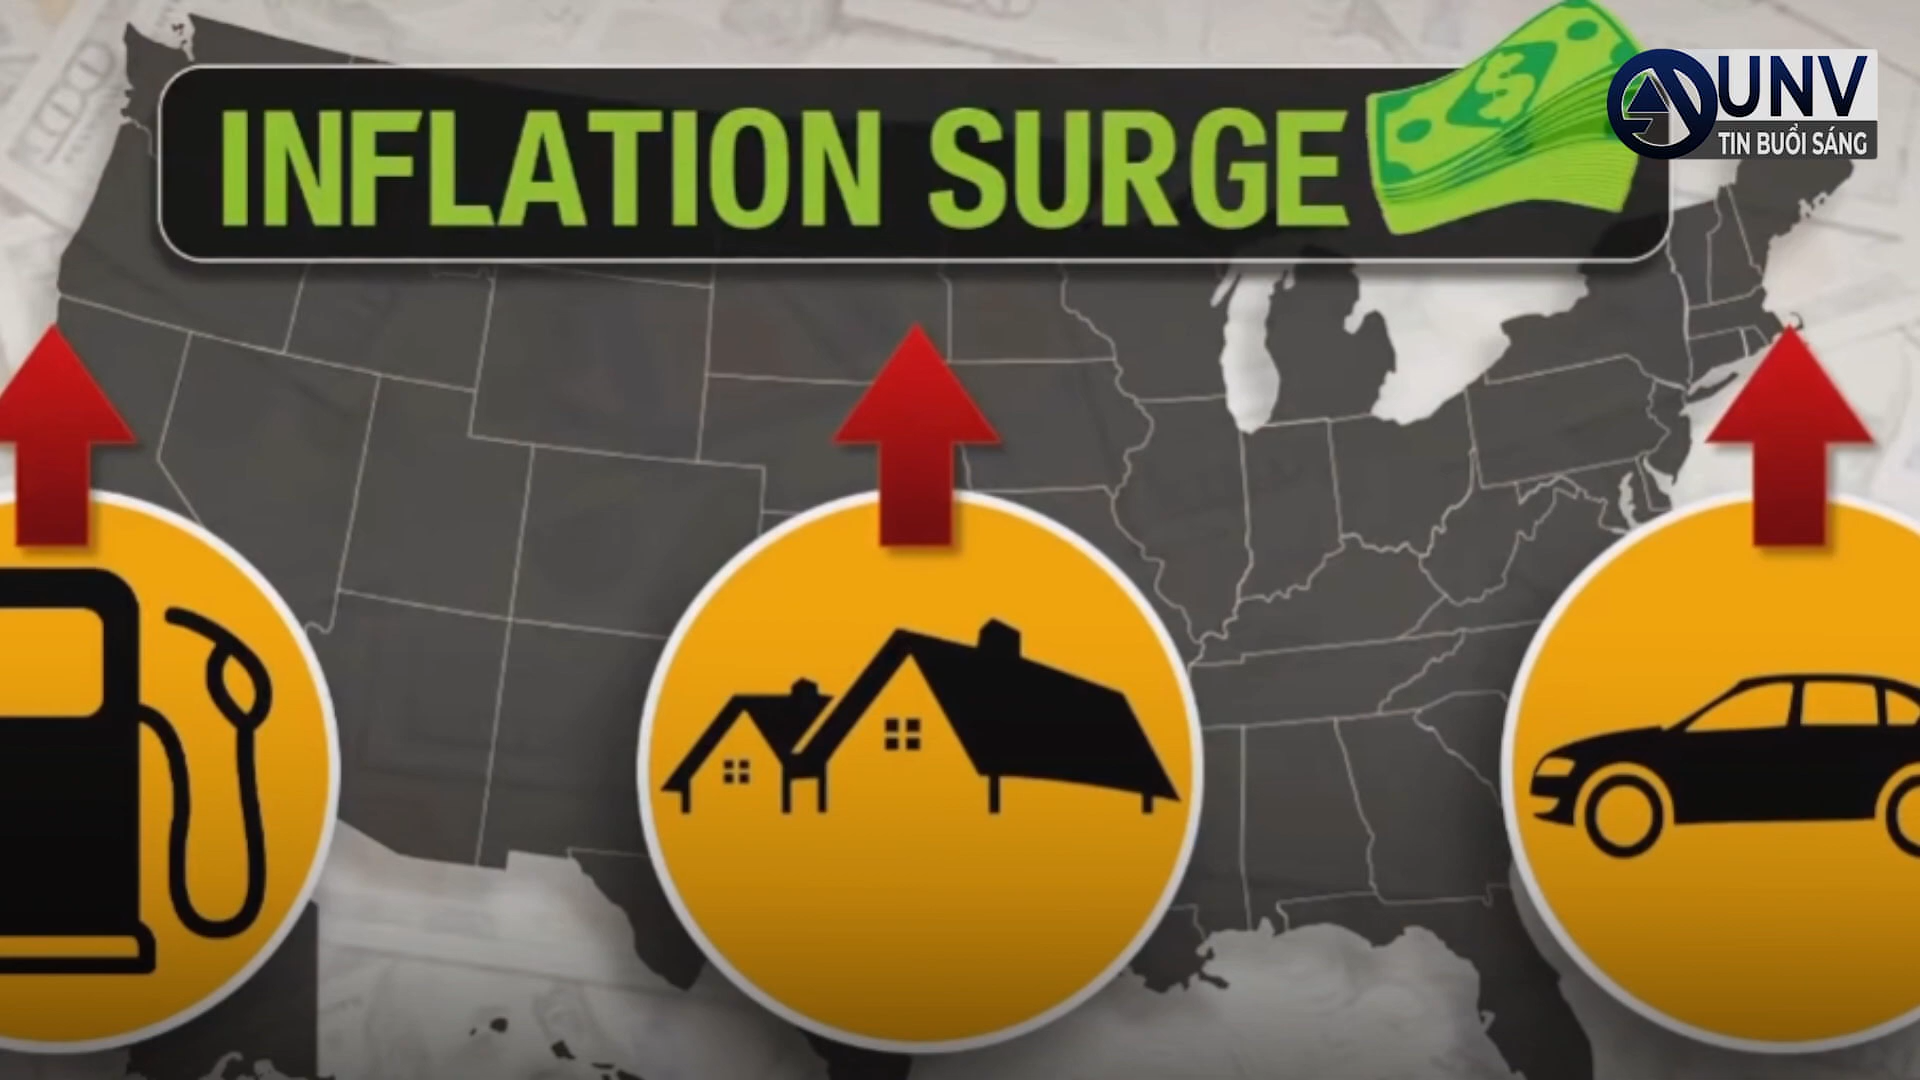 INFLATION SURGE
UNV
TIN BUỔI SÁNG